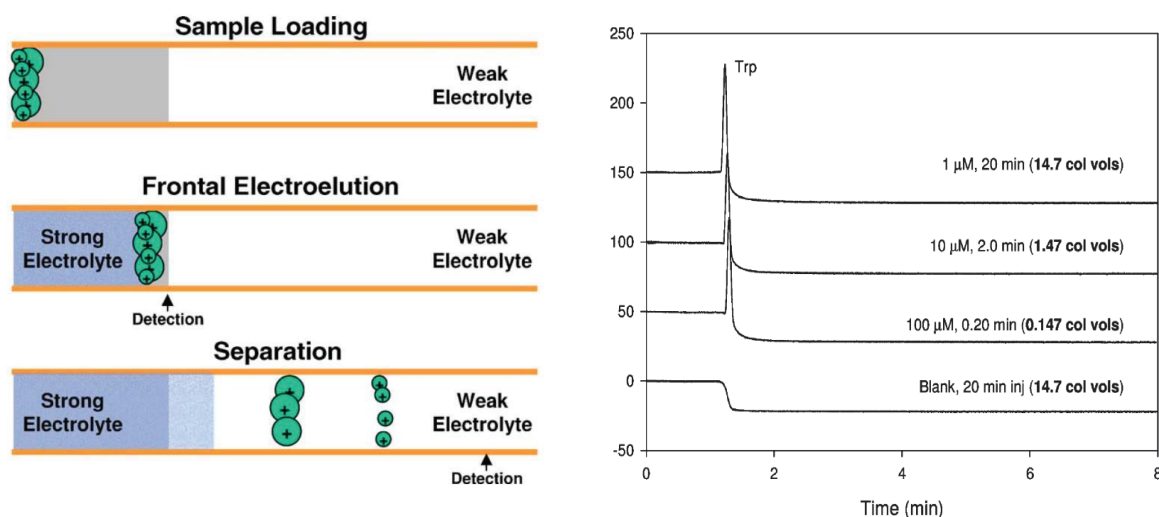 Sample Loading
+
+
+
+
+
+
Weak
Electrolyte
Frontal Electroelution
Strong
Electrolyte
+
+
+
+
+
+
Weak
Electrolyte
Detection
Separation
Strong
Electrolyte
+
+
+
+
+
+
+
Weak
Electrolyte
Detection
250
200
150
100
50
0
-50
Trp
1 μM, 20 min (14.7 col vols)
10 μM, 2.0 min (1.47 col vols)
100 μM, 0.20 min (0.147 col vols)
Blank, 20 min inj (14.7 col vols)
0
2
4
6
8
Time (min)